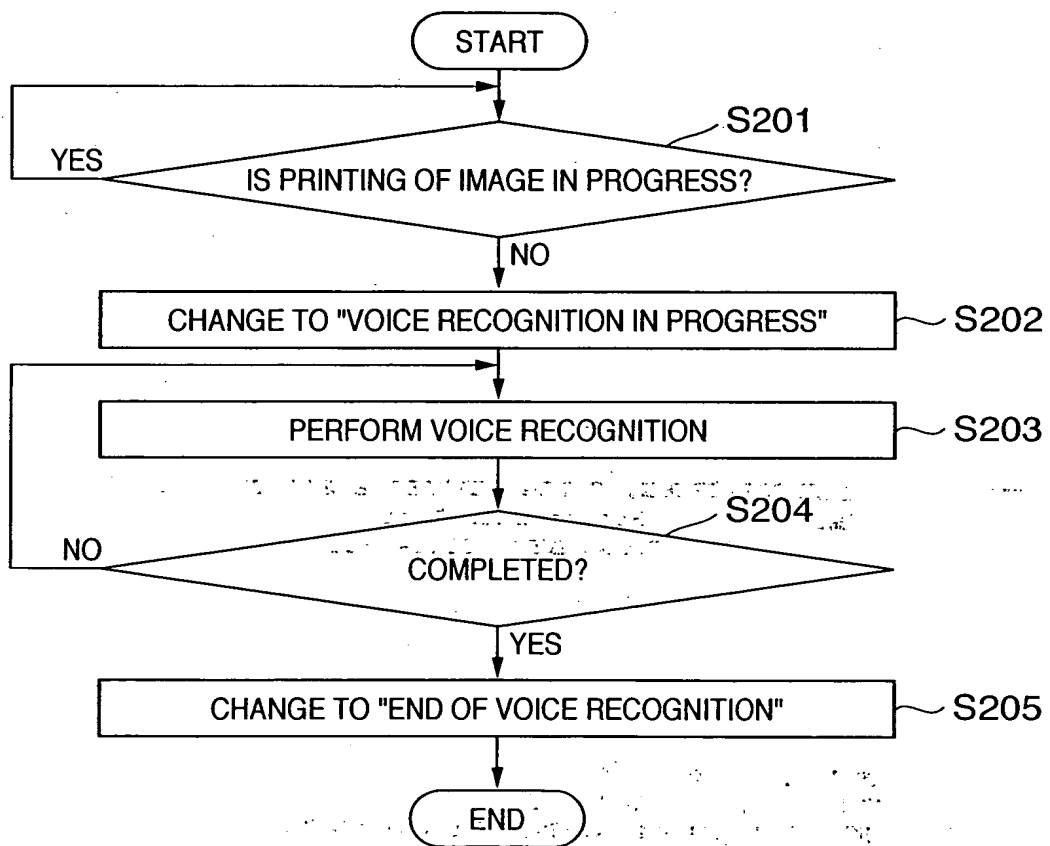 START
S201
YES
IS PRINTING OF IMAGE IN PROGRESS?
NO
CHANGE TO "VOICE RECOGNITION IN PROGRESS"
S202
PERFORM VOICE RECOGNITION
S203
S204
NO
COMPLETED?
YES
CHANGE TO "END OF VOICE RECOGNITION"
S205
END